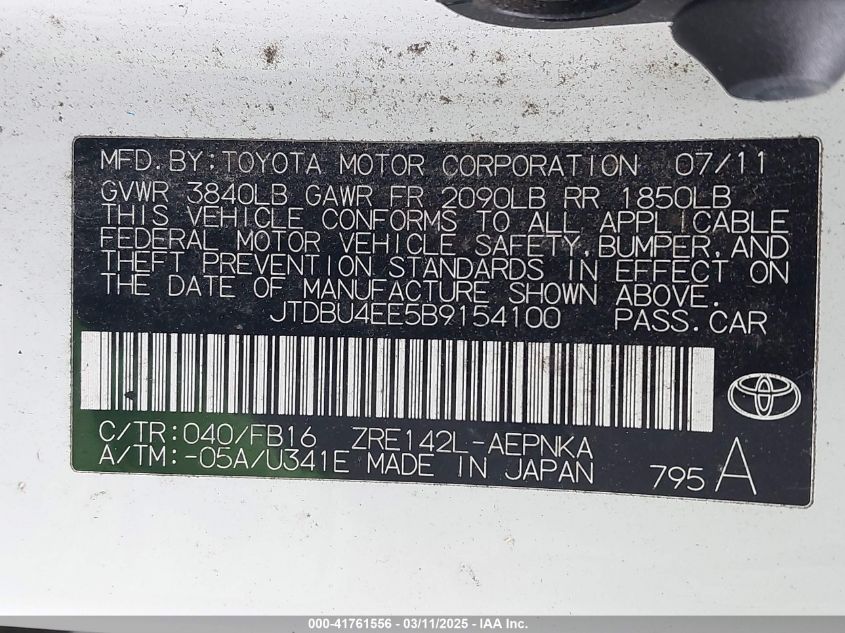 MFD. BY: TOYOTA MOTOR CORPORATION 07/11
GVWR 3840LB GAWR FR 2090LB RR 1850LB
THIS VEHICLE CONFORMS TO ALL APPLICABLE
FEDERAL MOTOR VEHICLE SAFETY, BUMPER, AND
THEFT PREVENTION STANDARDS IN EFFECT ON
THE DATE OF MANUFACTURE SHOWN ABOVE.
JTDBU4EE5B9154100 PASS. CAR
C/TR: 040/FB16 ZRE142L-AEPNKA
A/TM: -05A/U341E MADE IN JAPAN 795 A
000-41761556 - 03/11/2025 - IAA Inc.